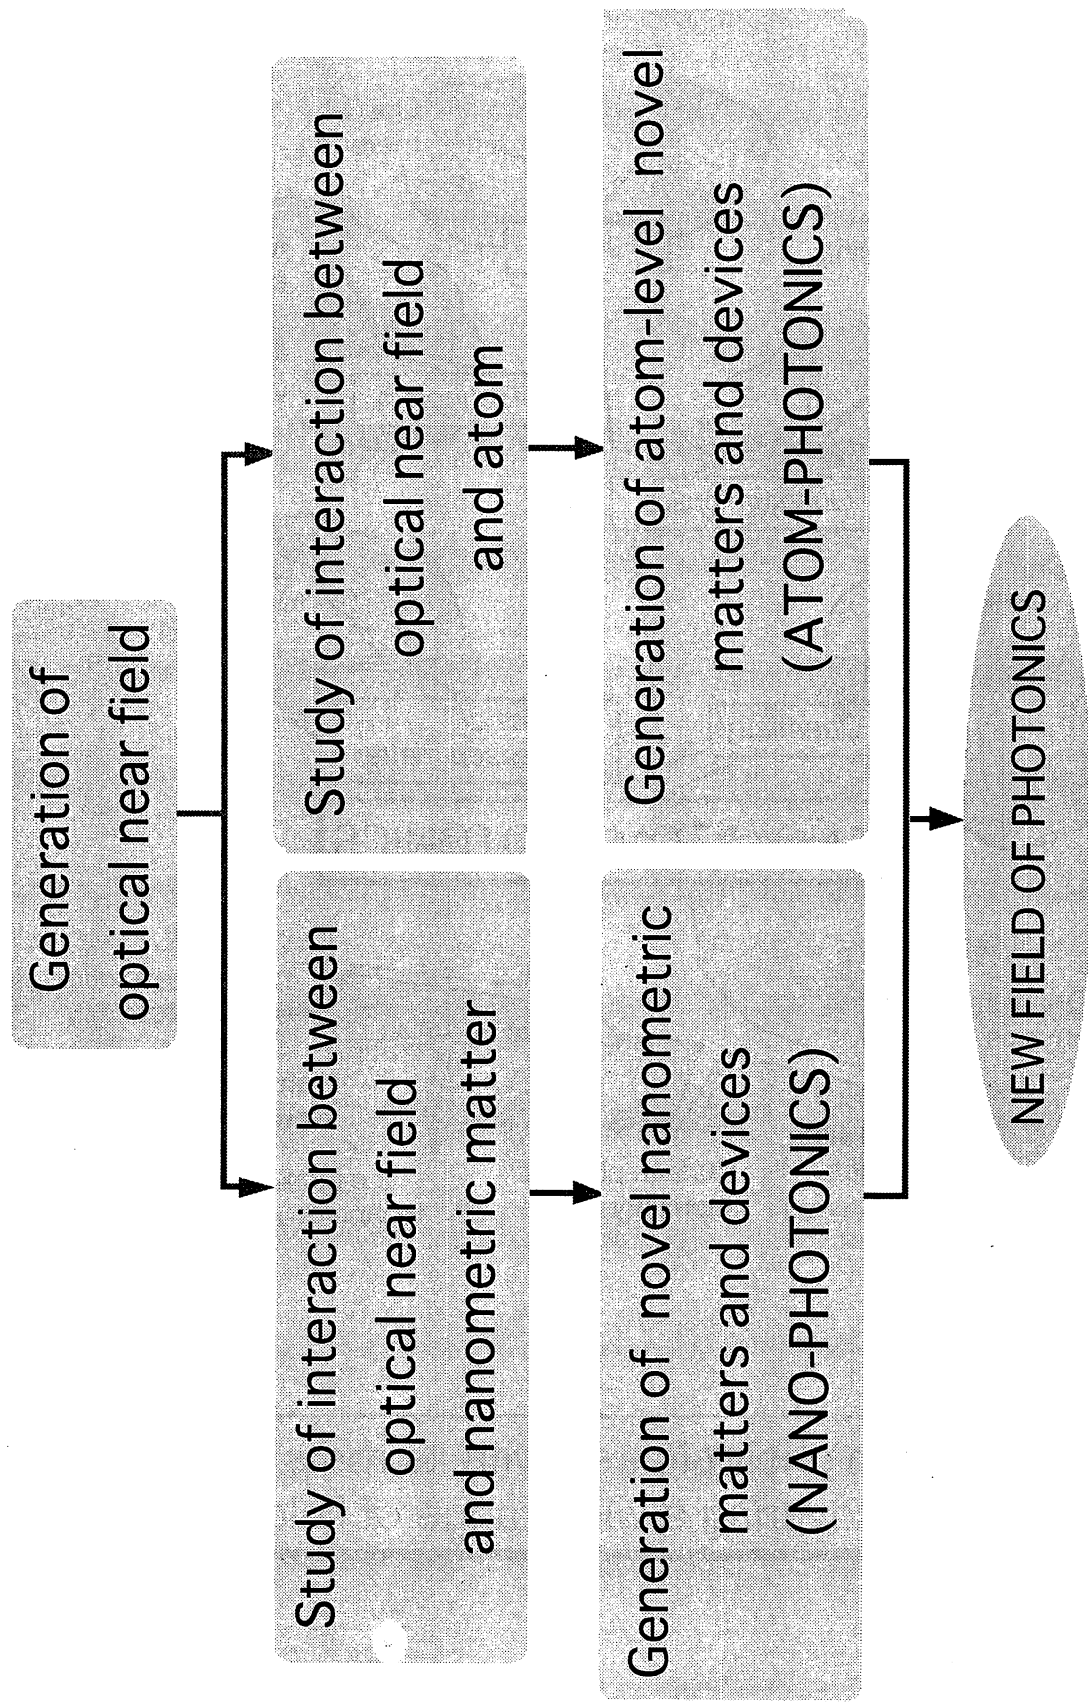 Generation of
optical near field
Study of interaction between
optical near field
and nanometric matter
Study of interaction between
optical near field
and atom
Generation of novel nanometric
matters and devices
(NANO-PHOTONICS)
Generation of atom-level novel
matters and devices
(ATOM-PHOTONICS)
NEW FIELD OF PHOTONICS